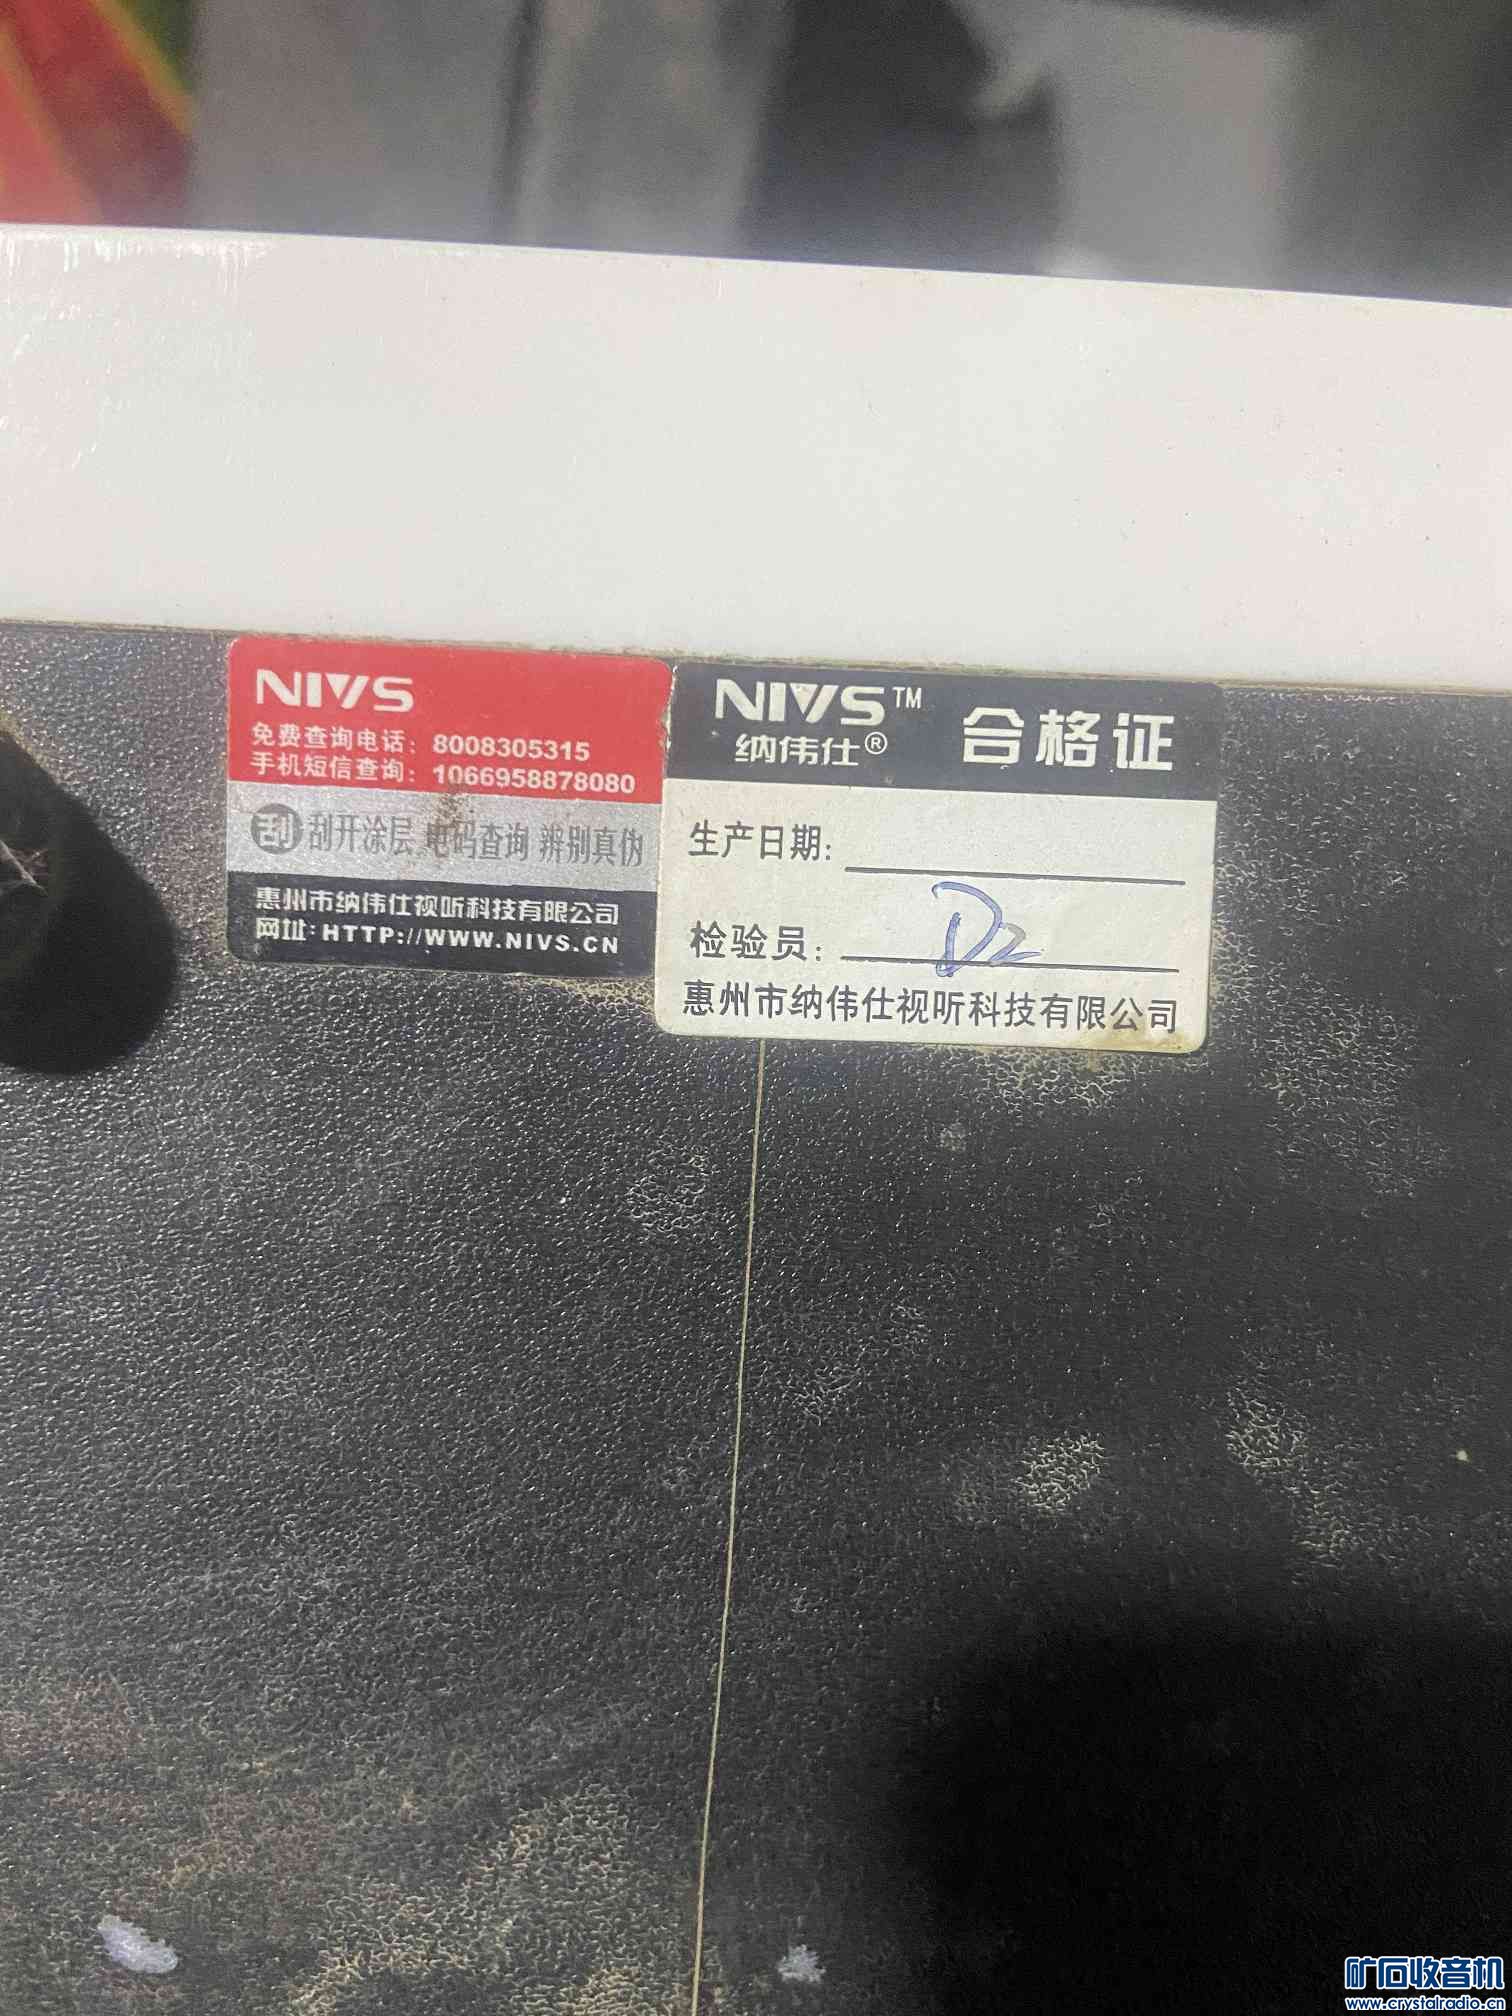 NIVS
免费查询电话：8008305315
手机短信查询：1066958878080
刮 刮开涂层 电码查询 辨别真伪
惠州市纳伟仕视听科技有限公司
网址:HTTP://WWW.NIVS.CN
NIVS™
纳伟仕® 合格证
生产日期:
检验员: D2
惠州市纳伟仕视听科技有限公司
矿石收音机
www.crystalradio.cn